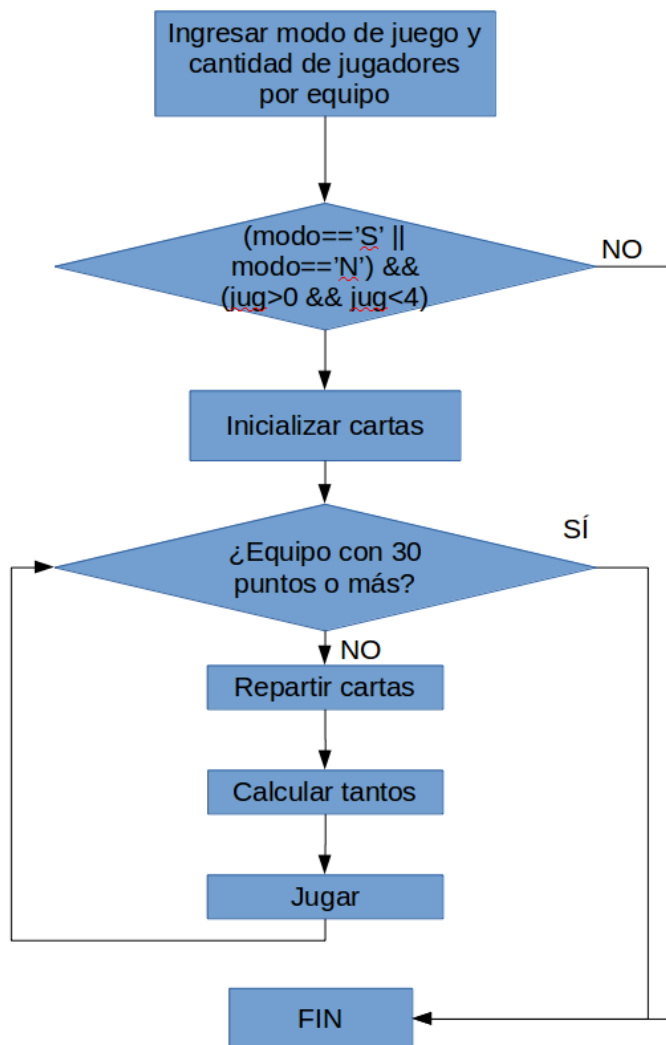 Ingresar modo de juego y
cantidad de jugadores
por equipo
(modo=='S' ||
modo=='N') &&
(jug>0 && jug<4)
NO
Inicializar cartas
SÍ
¿Equipo con 30
puntos o más?
NO
Repartir cartas
Calcular tantos
Jugar
FIN